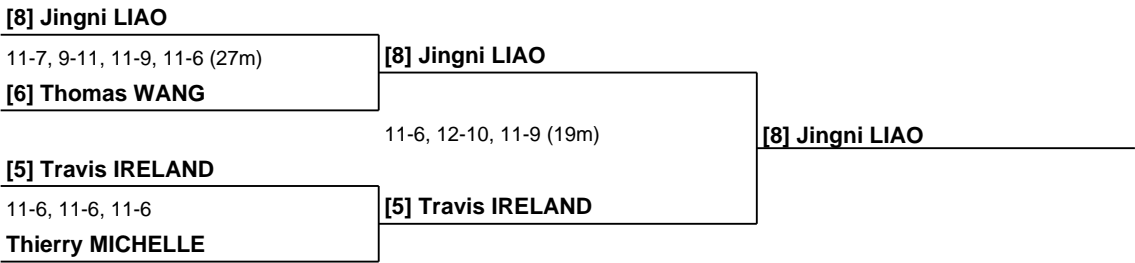 [8] Jingni LIAO
11-7, 9-11, 11-9, 11-6 (27m)
[8] Jingni LIAO
[6] Thomas WANG
11-6, 12-10, 11-9 (19m)
[8] Jingni LIAO
[5] Travis IRELAND
11-6, 11-6, 11-6
[5] Travis IRELAND
Thierry MICHELLE